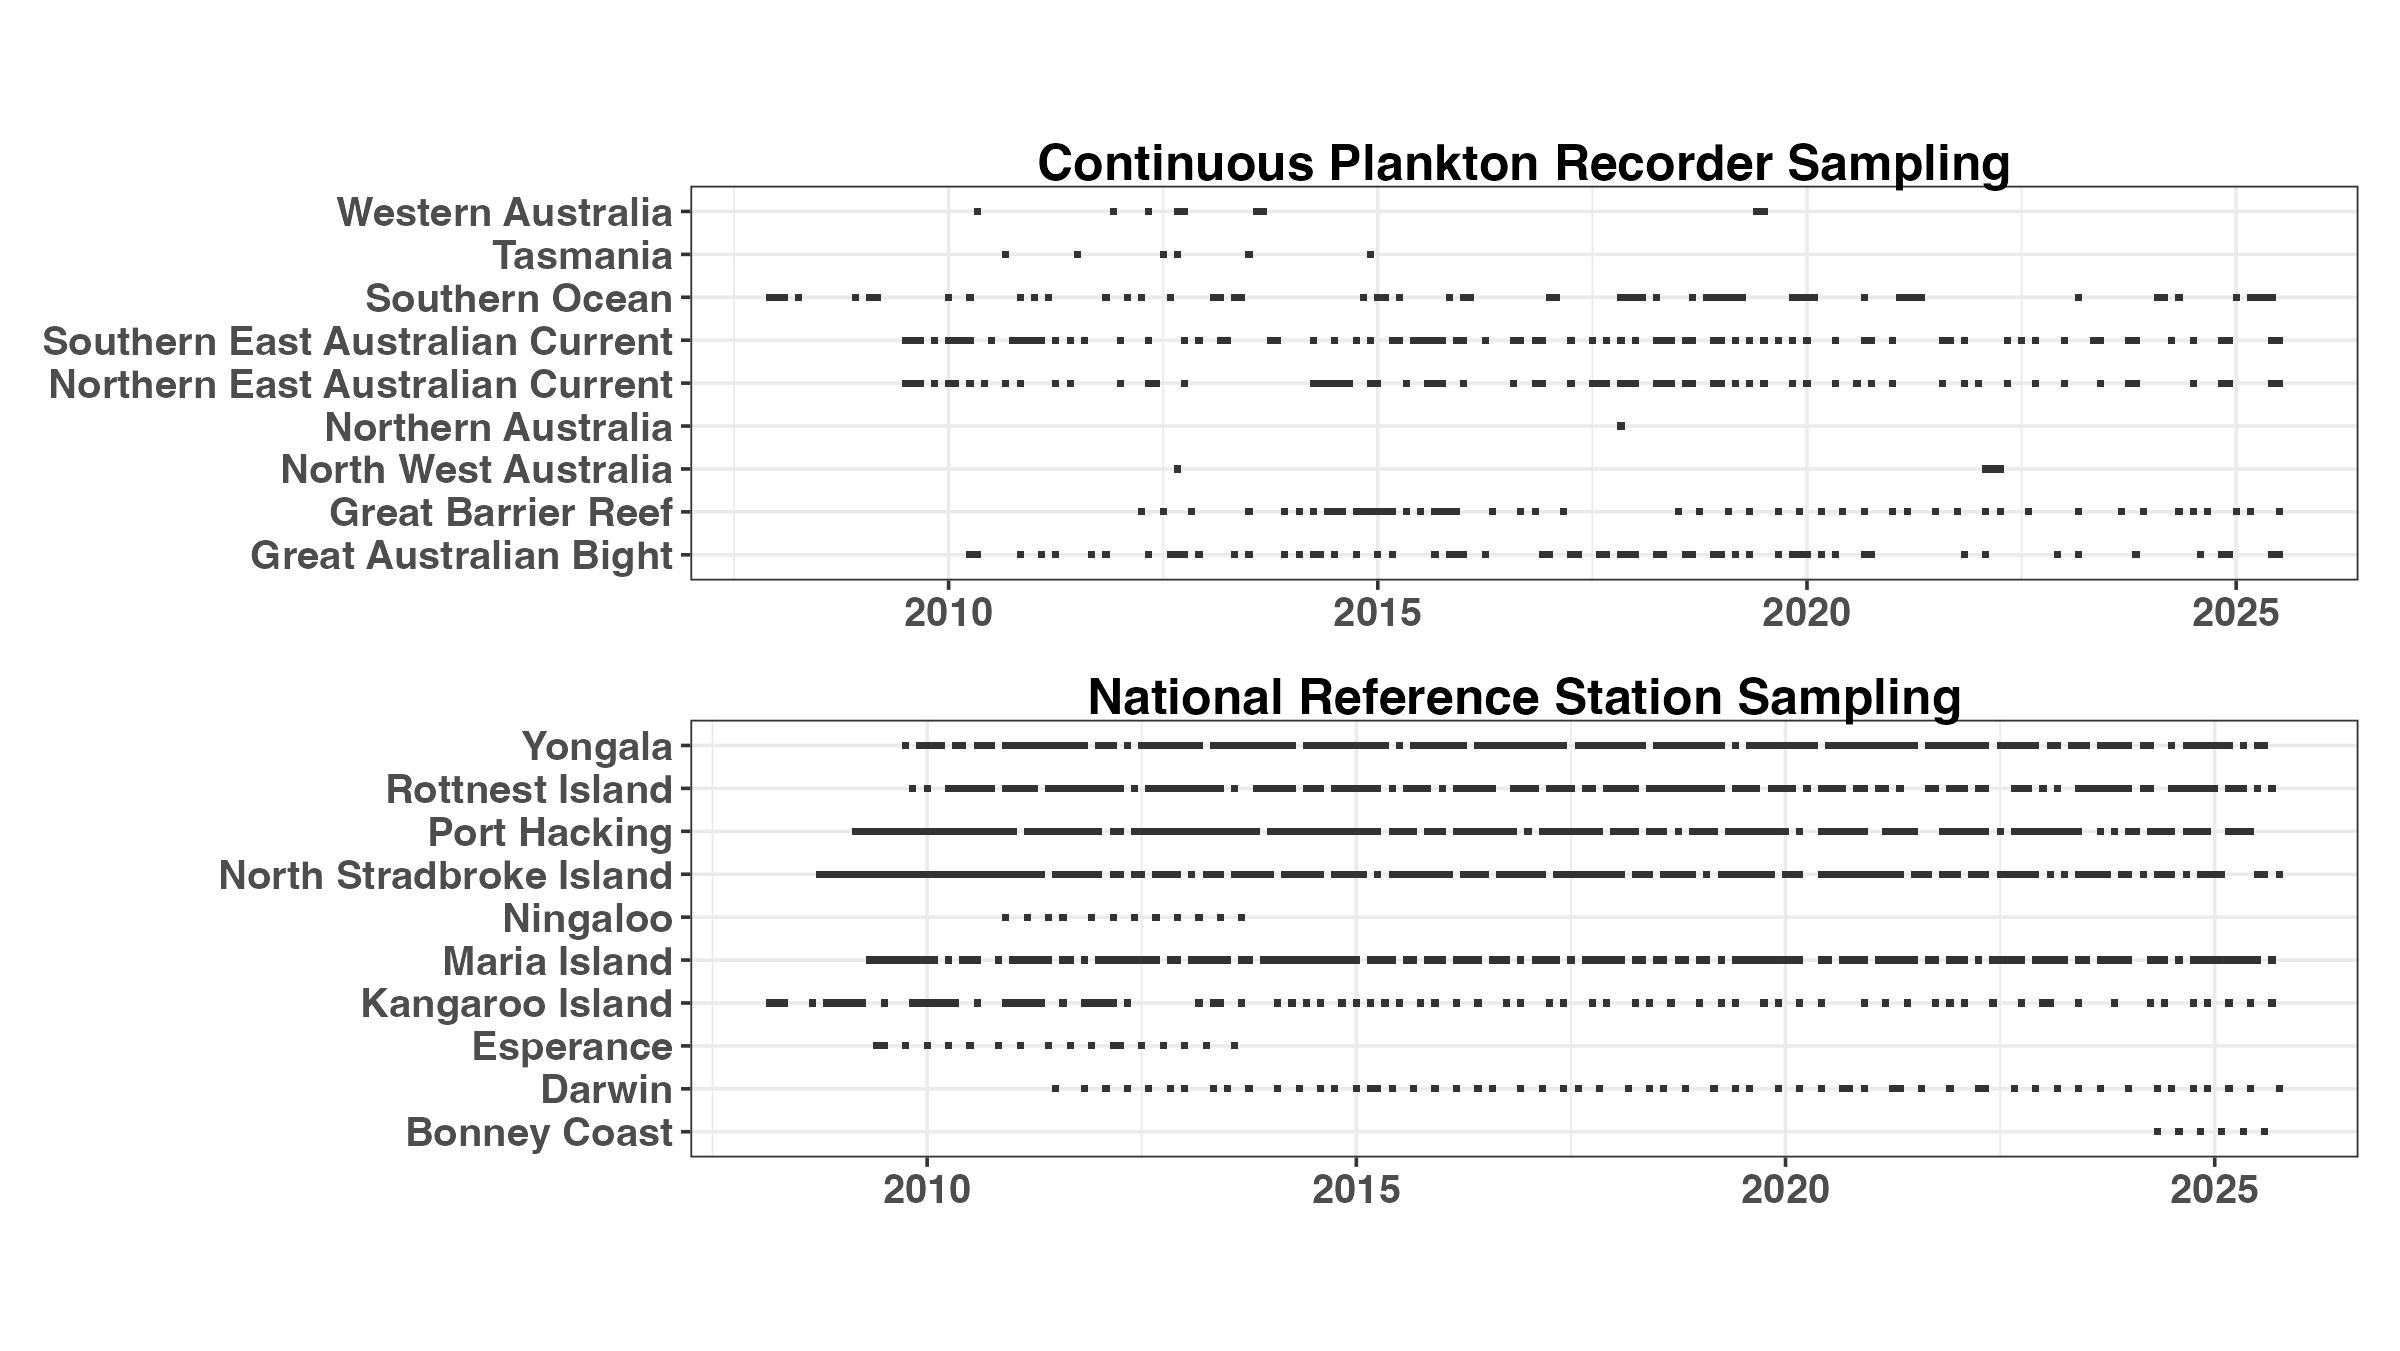 Continuous Plankton Recorder Sampling
Western Australia
Tasmania
Southern Ocean
Southern East Australian Current
Northern East Australian Current
Northern Australia
North West Australia
Great Barrier Reef
Great Australian Bight
2010 2015 2020 2025
National Reference Station Sampling
Yongala
Rottnest Island
Port Hacking
North Stradbroke Island
Ningaloo
Maria Island
Kangaroo Island
Esperance
Darwin
Bonney Coast
2010 2015 2020 2025